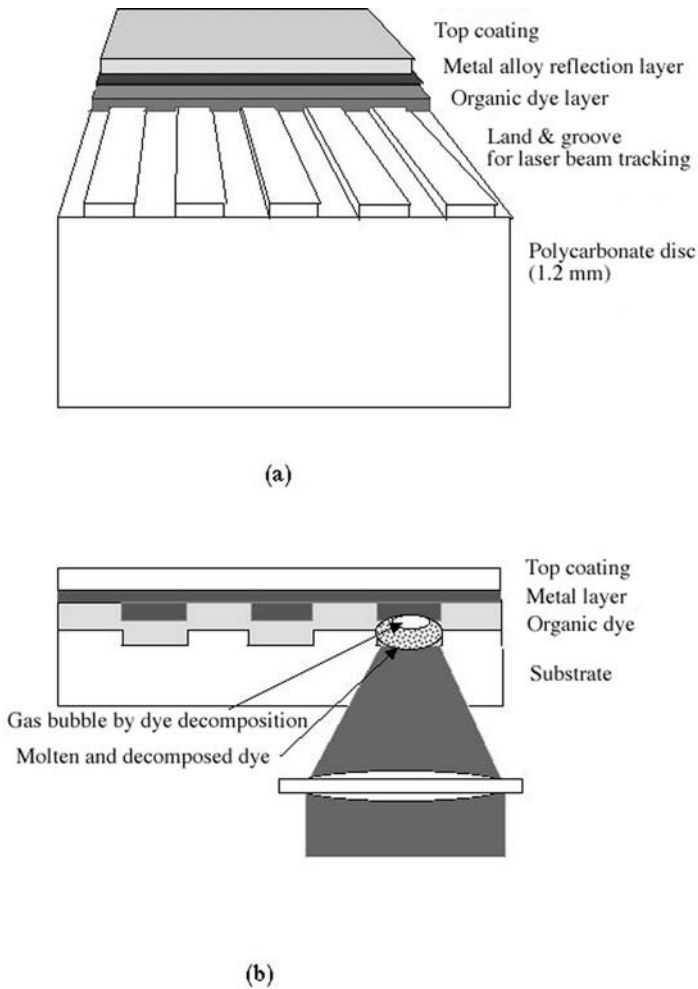 Top coating
Metal alloy reflection layer
Organic dye layer
Land & groove
for laser beam tracking
Polycarbonate disc
(1.2 mm)
(a)
Top coating
Metal layer
Organic dye
Substrate
Gas bubble by dye decomposition
Molten and decomposed dye
(b)